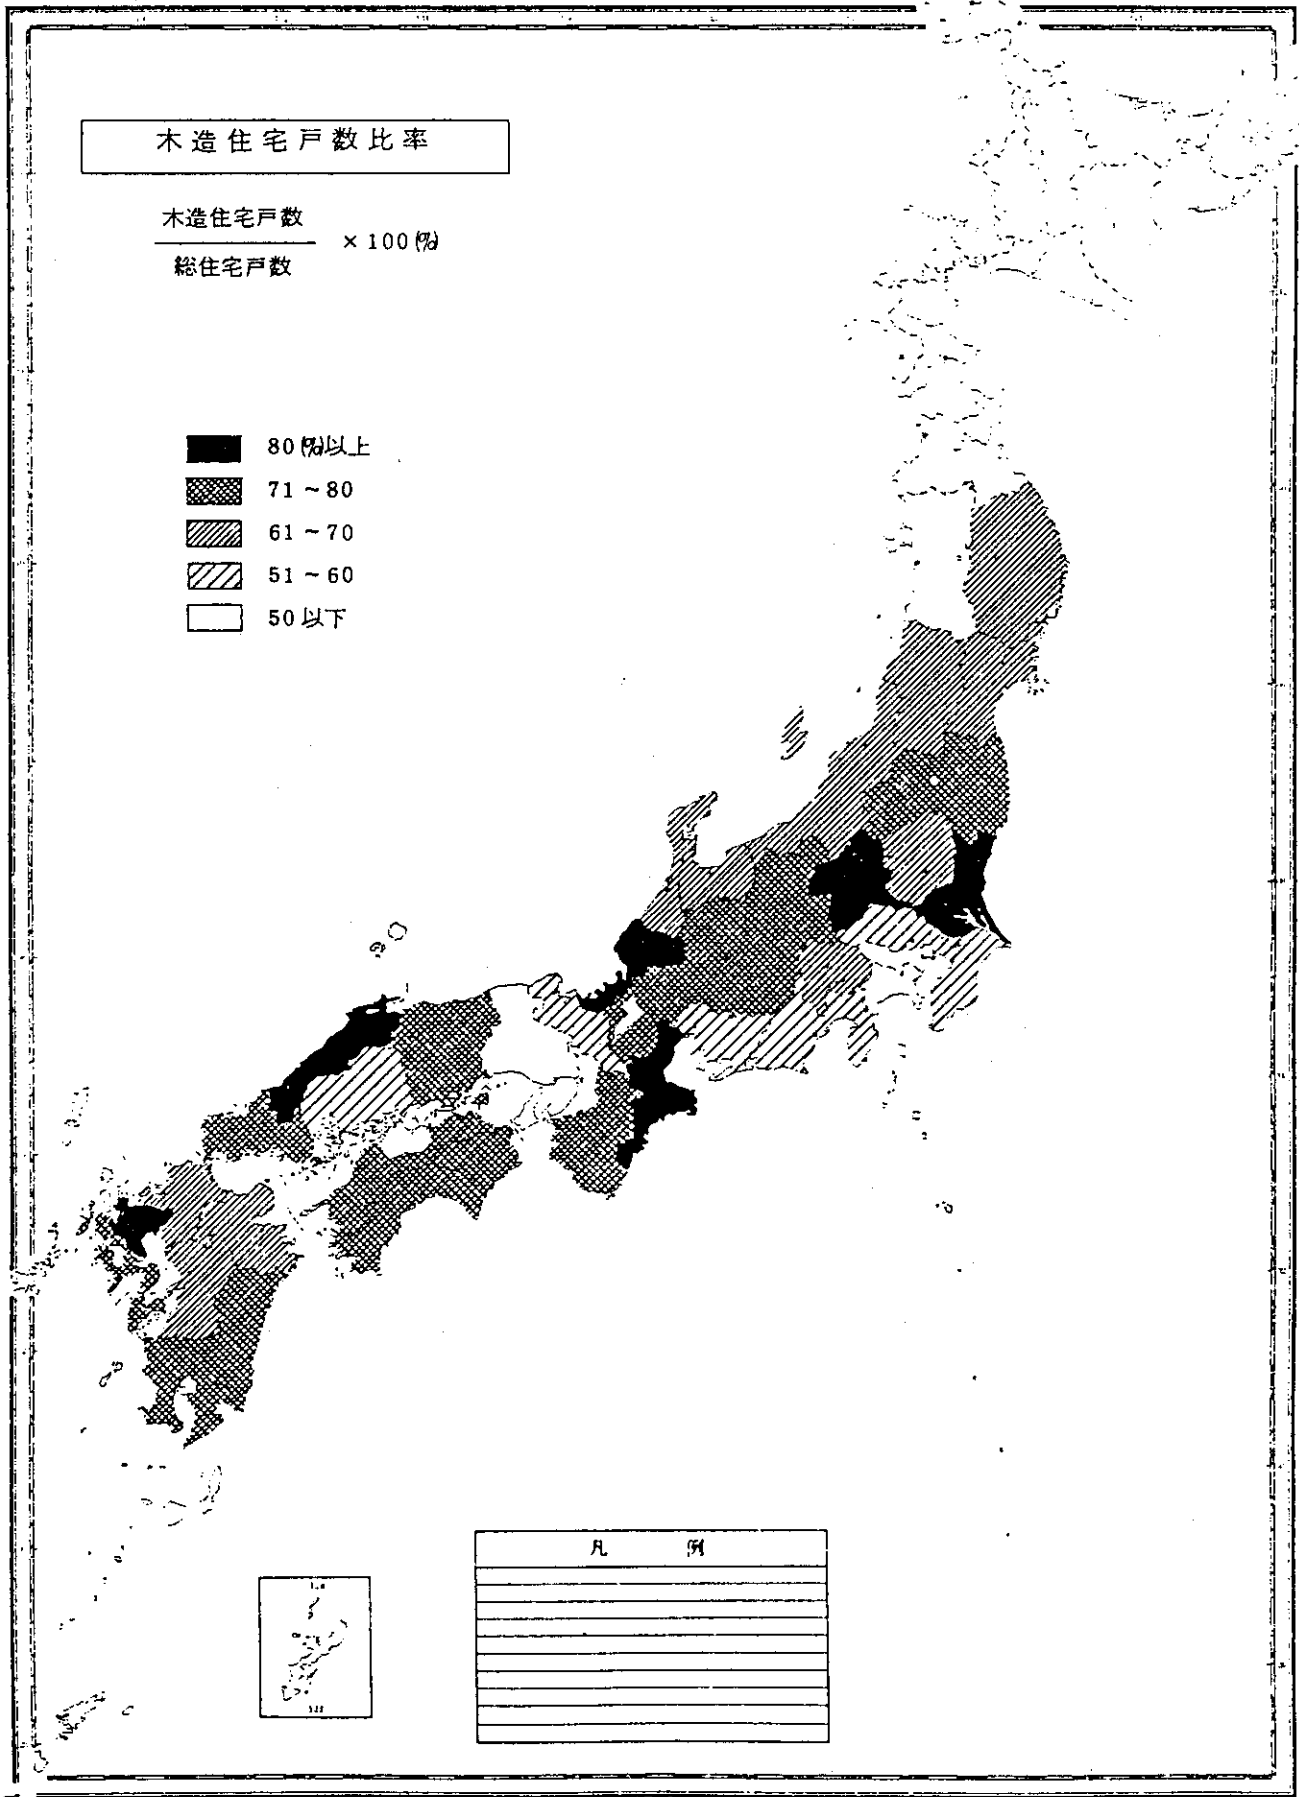 木造住宅戸数比率
木造住宅戸数
総住宅戸数
× 100 (%)
80 (%)以上
71 ~ 80
61 ~ 70
51 ~ 60
50 以下
凡 例